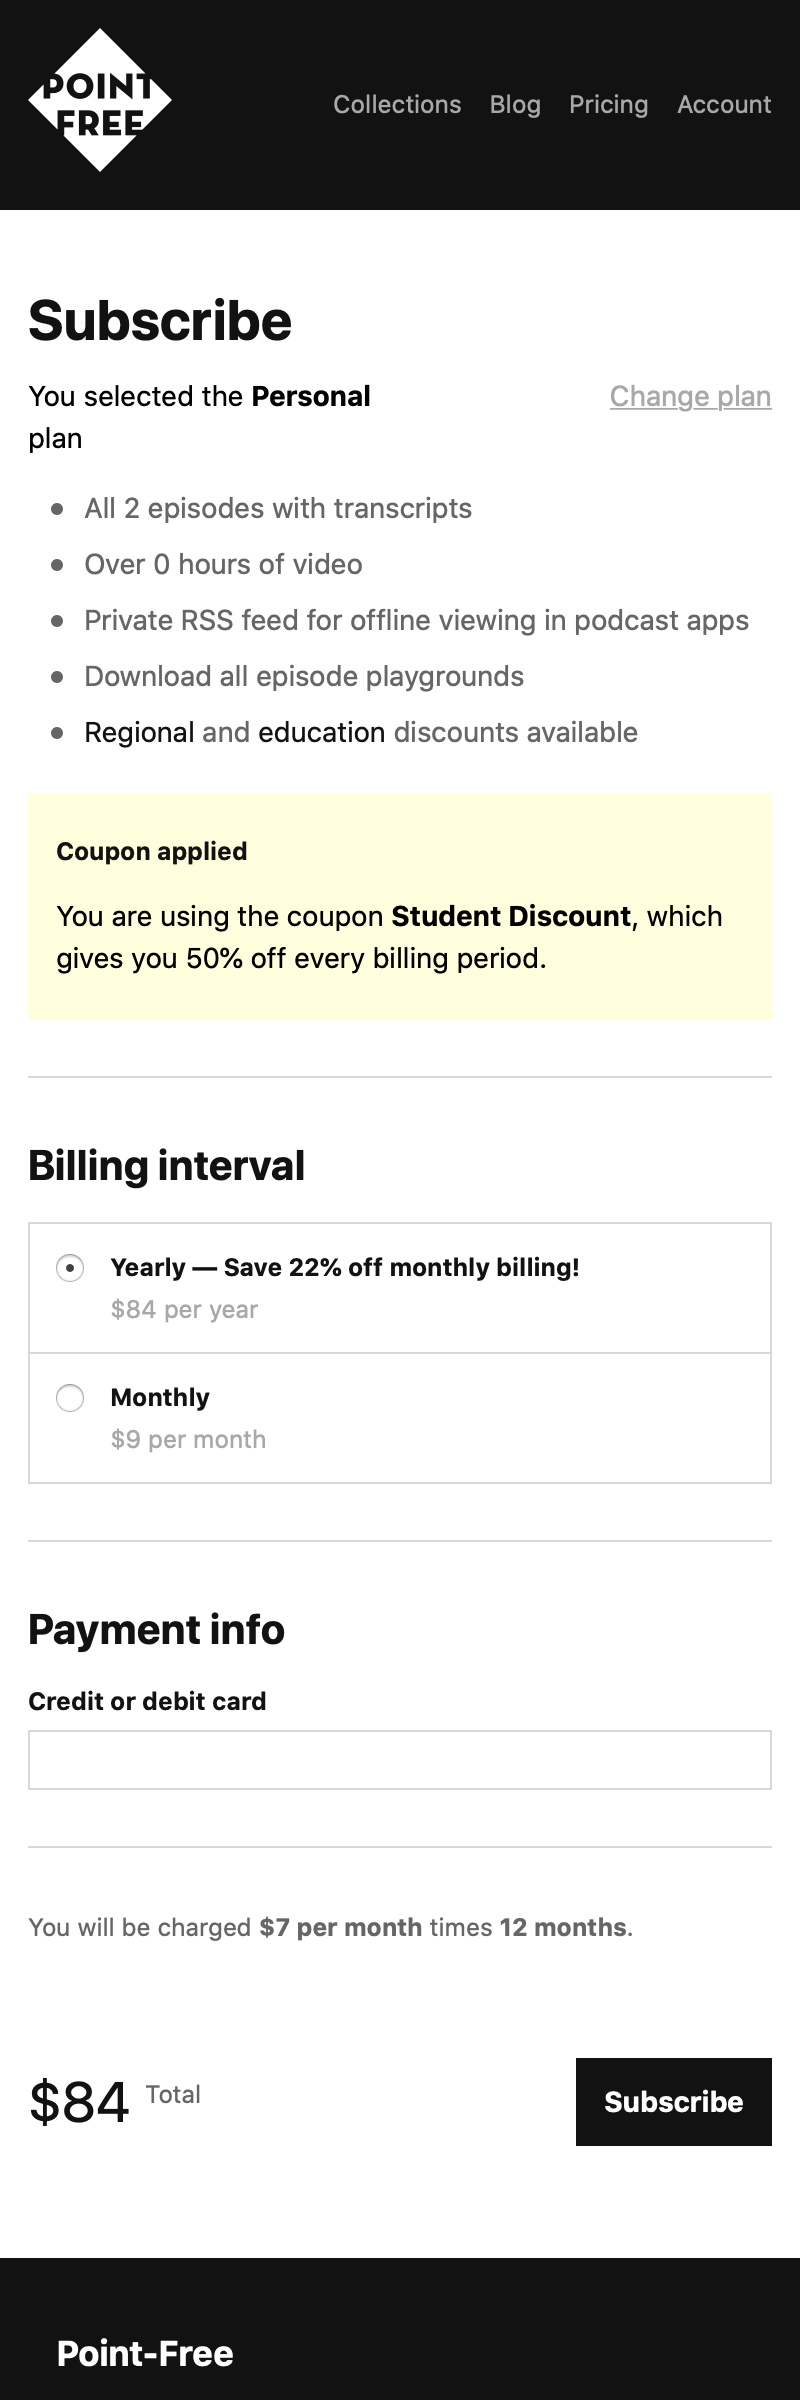 POINT
FREE
Collections Blog Pricing Account
Subscribe
You selected the Personal
plan
Change plan
All 2 episodes with transcripts
Over 0 hours of video
Private RSS feed for offline viewing in podcast apps
Download all episode playgrounds
Regional and education discounts available
Coupon applied
You are using the coupon Student Discount, which
gives you 50% off every billing period.
Billing interval
Yearly — Save 22% off monthly billing!
$84 per year
Monthly
$9 per month
Payment info
Credit or debit card
You will be charged $7 per month times 12 months.
$84 Total
Subscribe
Point-Free